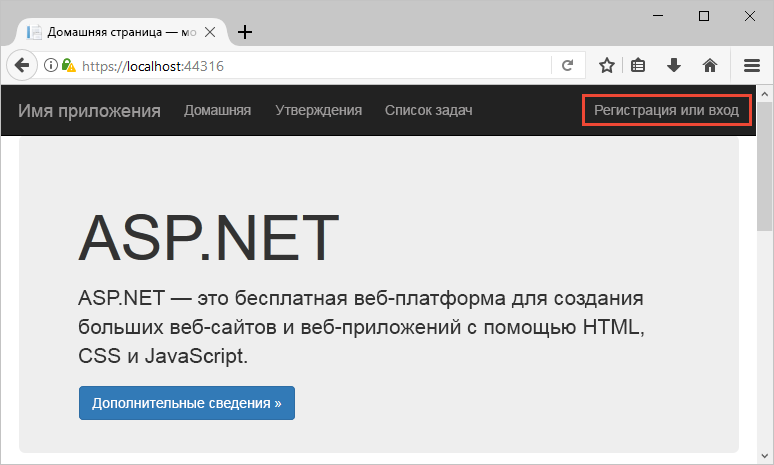 Домашняя страница — мо
https://localhost:44316
Имя приложения Домашняя Утверждения Список задач Регистрация или вход
ASP.NET
ASP.NET — это бесплатная веб-платформа для создания
больших веб-сайтов и веб-приложений с помощью HTML,
CSS и JavaScript.
Дополнительные сведения »